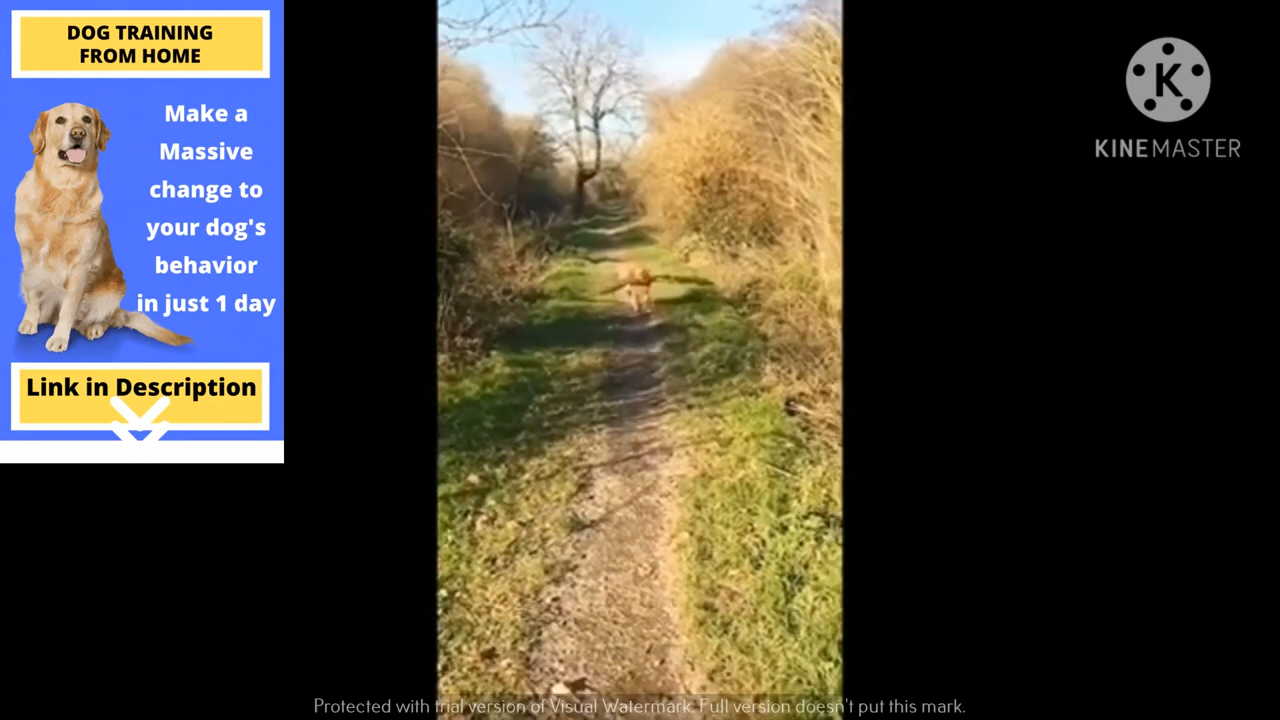 DOG TRAINING
FROM HOME
Make a
Massive
change to
your dog's
behavior
in just 1 day
Link in Description
K
KINEMASTER
Protected with trial version of Visual Watermark. Full version doesn't put this mark.